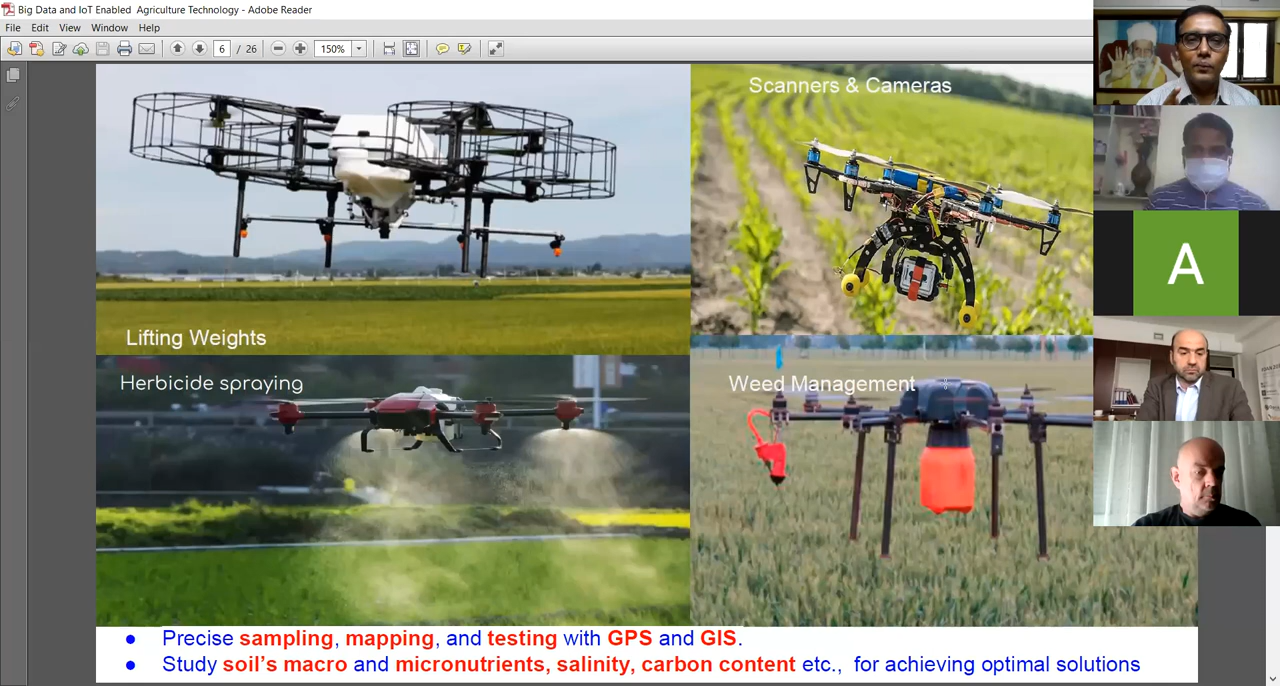 Big Data and IoT Enabled Agriculture Technology - Adobe Reader
File Edit View Window Help
6 / 26 150%
Scanners & Cameras
Lifting Weights
Herbicide spraying
Weed Management
A
● Precise sampling, mapping, and testing with GPS and GIS.
● Study soil's macro and micronutrients, salinity, carbon content etc., for achieving optimal solutions